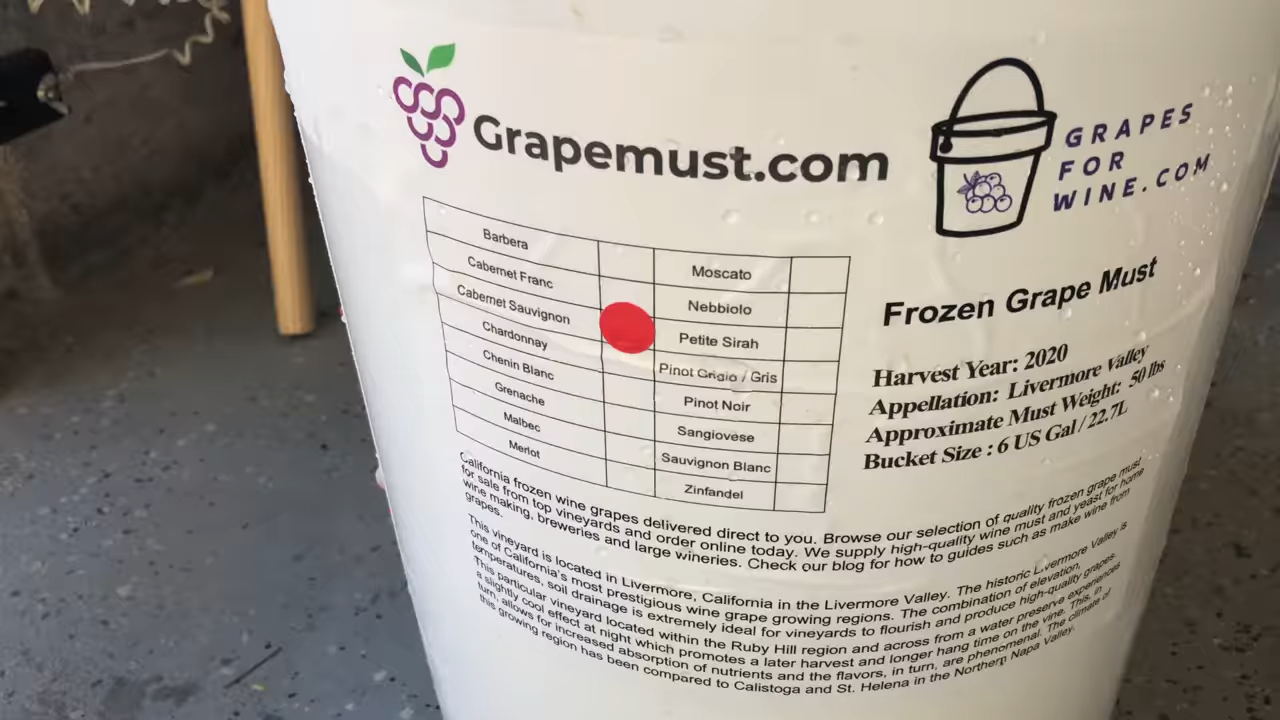 Grapemust.com
GRAPES
FOR
WINE.COM
Barbera
Cabernet Franc
Cabernet Sauvignon
Chardonnay
Chenin Blanc
Grenache
Malbec
Merlot
Moscato
Nebbiolo
Petite Sirah
Pinot Grigio / Gris
Pinot Noir
Sangiovese
Sauvignon Blanc
Zinfandel
Frozen Grape Must
Harvest Year: 2020
Appellation: Livermore Valley
Approximate Must Weight: 50 lbs
Bucket Size : 6 US Gal / 22.7L
California frozen wine grapes delivered direct to you. Browse our selection of quality frozen grape must
for sale from top vineyards and order online today. We supply high-quality wine must and yeast for home
wine making, breweries and large wineries. Check our blog for how to guides such as make wine from
grapes.
This vineyard is located in Livermore, California in the Livermore Valley. The historic Livermore Valley is
one of California's most prestigious wine grape growing regions. The combination of elevation,
temperatures, soil drainage is extremely ideal for vineyards to flourish and produce high-quality grapes.
This particular vineyard located within the Ruby Hill region and across from a water preserve experiences
a slightly cool effect at night which promotes a later harvest and longer hang time on the vine. This, in
turn, allows for increased absorption of nutrients and the flavors, in turn, are phenomenal. The climate of
this growing region has been compared to Calistoga and St. Helena in the Northern Napa Valley.